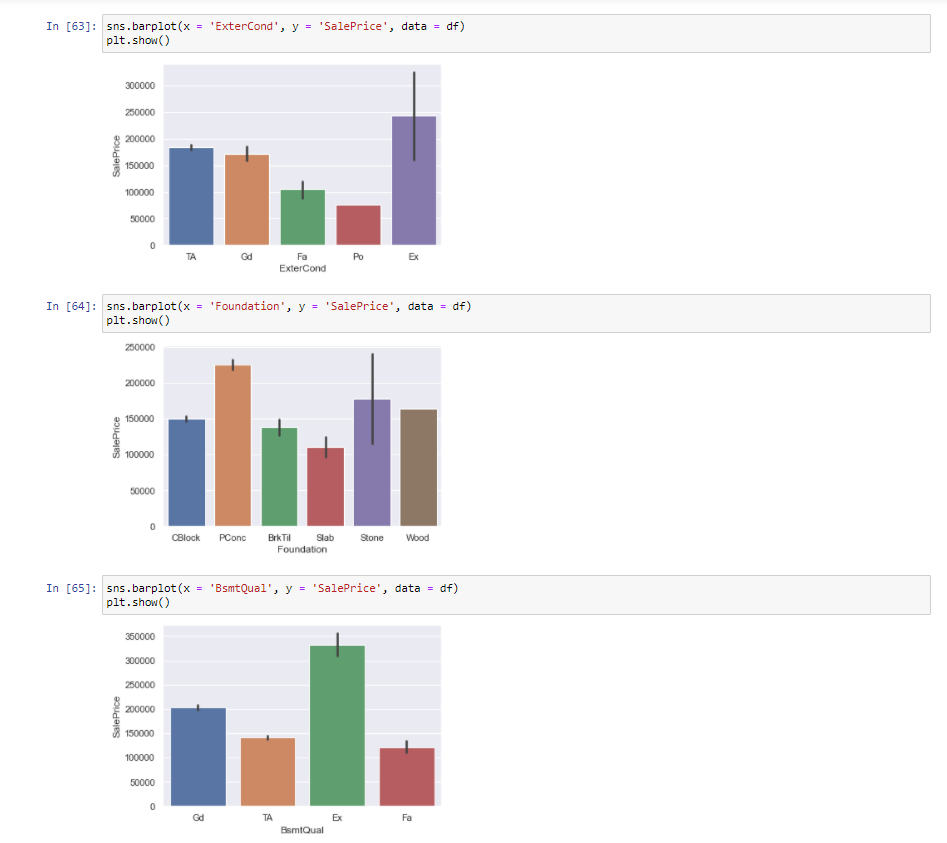 In [63]: sns.barplot(x = 'ExterCond', y = 'SalePrice', data = df)
plt.show()
300000
250000
200000
150000
100000
50000
0
SalePrice
TA Gd Fa Po Ex
ExterCond
In [64]: sns.barplot(x = 'Foundation', y = 'SalePrice', data = df)
plt.show()
250000
200000
150000
100000
50000
0
SalePrice
CBlock PConc BrkTil Slab Stone Wood
Foundation
In [65]: sns.barplot(x = 'BsmtQual', y = 'SalePrice', data = df)
plt.show()
350000
300000
250000
200000
150000
100000
50000
0
SalePrice
Gd TA Ex Fa
BsmtQual